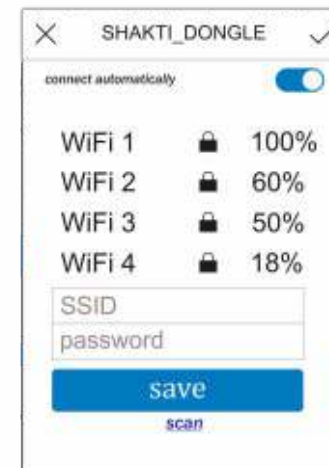 SHAKTI_DONGLE
connect automatically
WiFi 1 100%
WiFi 2 60%
WiFi 3 50%
WiFi 4 18%
SSID
password
save
scan